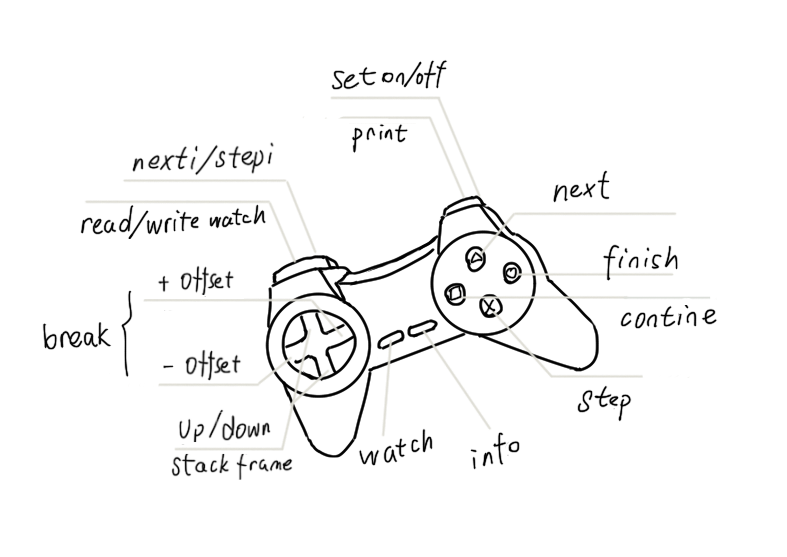 set on/off
print
nexti/stepi
read/write watch
next
finish
+ offset
contine
break
- offset
step
up/down
stack frame
watch
info